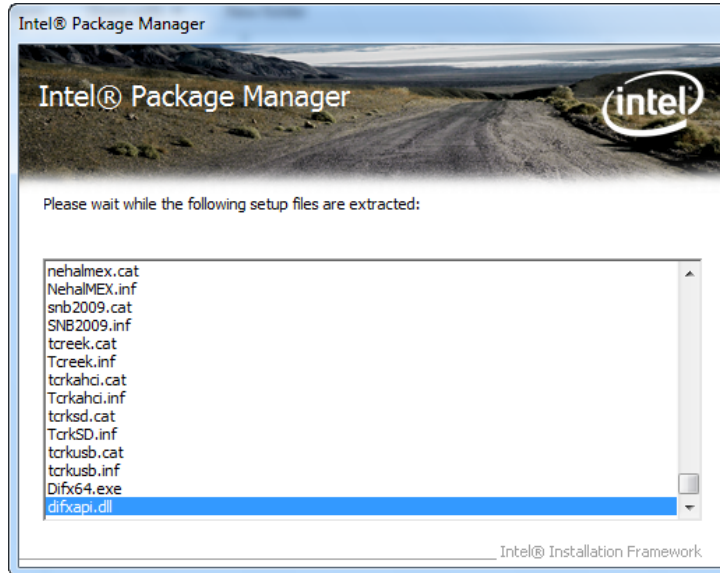 Intel® Package Manager
Intel® Package Manager
intel
Please wait while the following setup files are extracted:
nehalmex.cat
NehalMEX.inf
snb2009.cat
SNB2009.inf
tcreek.cat
Tcreek.inf
tcrkahci.cat
Tcrkahci.inf
tcrksd.cat
TcrkSD.inf
tcrkusb.cat
tcrkusb.inf
Difx64.exe
difxapi.dll
Intel® Installation Framework